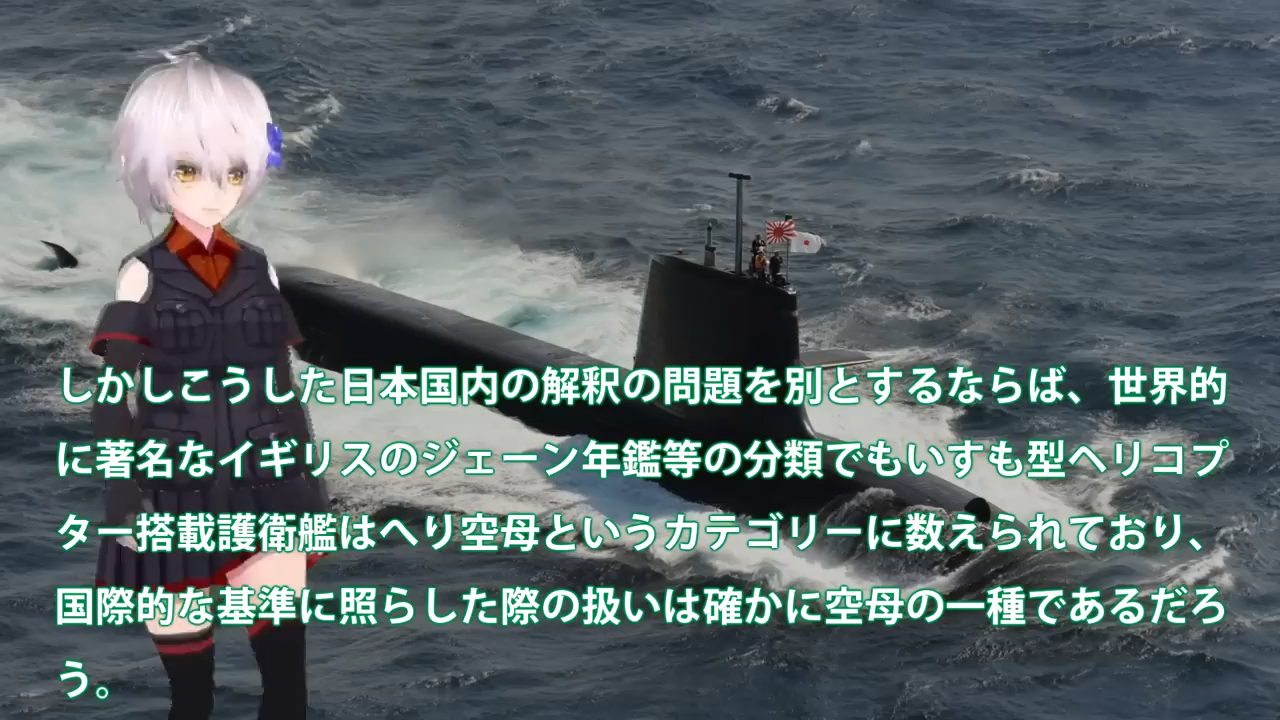 しかしこうした日本国内の解釈の問題を別とするならば、世界的
に著名なイギリスのジェーン年鑑等の分類でもいずも型ヘリコプ
ター搭載護衛艦はヘリ空母というカテゴリーに数えられており、
国際的な基準に照らした際の扱いは確かに空母の一種であるだろ
う。